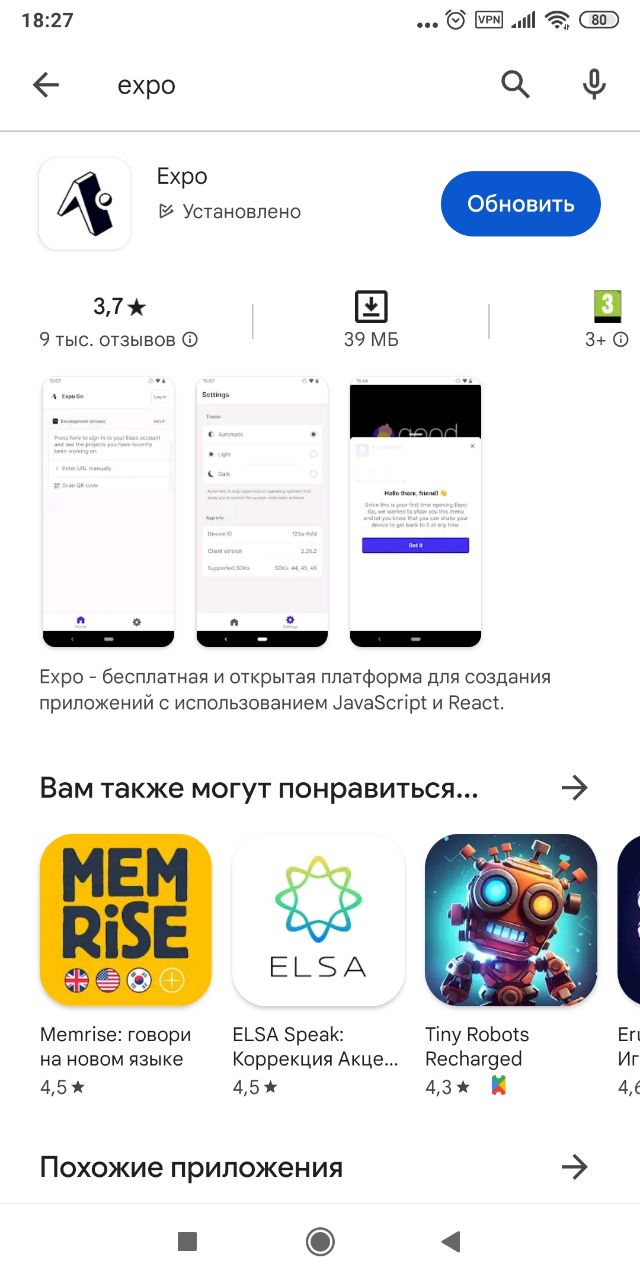 18:27
VPN
80
expo
Expo
Установлено
Обновить
3,7★
9 тыс. отзывов
39 МБ
3
3+
Expo Go
Log in
Development servers
HELP
Press here to sign in to your Expo account
and see the projects you have recently
been working on.
Enter URL manually
Scan QR code
Home
Settings
Theme
Automatic
Light
Dark
Automatic is only supported on operating systems that
allow you to control the system-wide color scheme.
App Info
Device ID
Client version
2.25.2
Supported SDKs
SDKs: 44, 45, 46
Settings
good
Hello there, friend! 👋
Since this is your first time opening Expo
Go, we wanted to show you this menu
and let you know that you can shake your
device to get back to it at any time.
Got it
Expo - бесплатная и открытая платформа для создания
приложений с использованием JavaScript и React.
Вам также могут понравиться...
MEM
RiSE
ELSA
Memrise: говори
на новом языке
4,5★
ELSA Speak:
Коррекция Акце...
4,5★
Tiny Robots
Recharged
4,3★
Похожие приложения